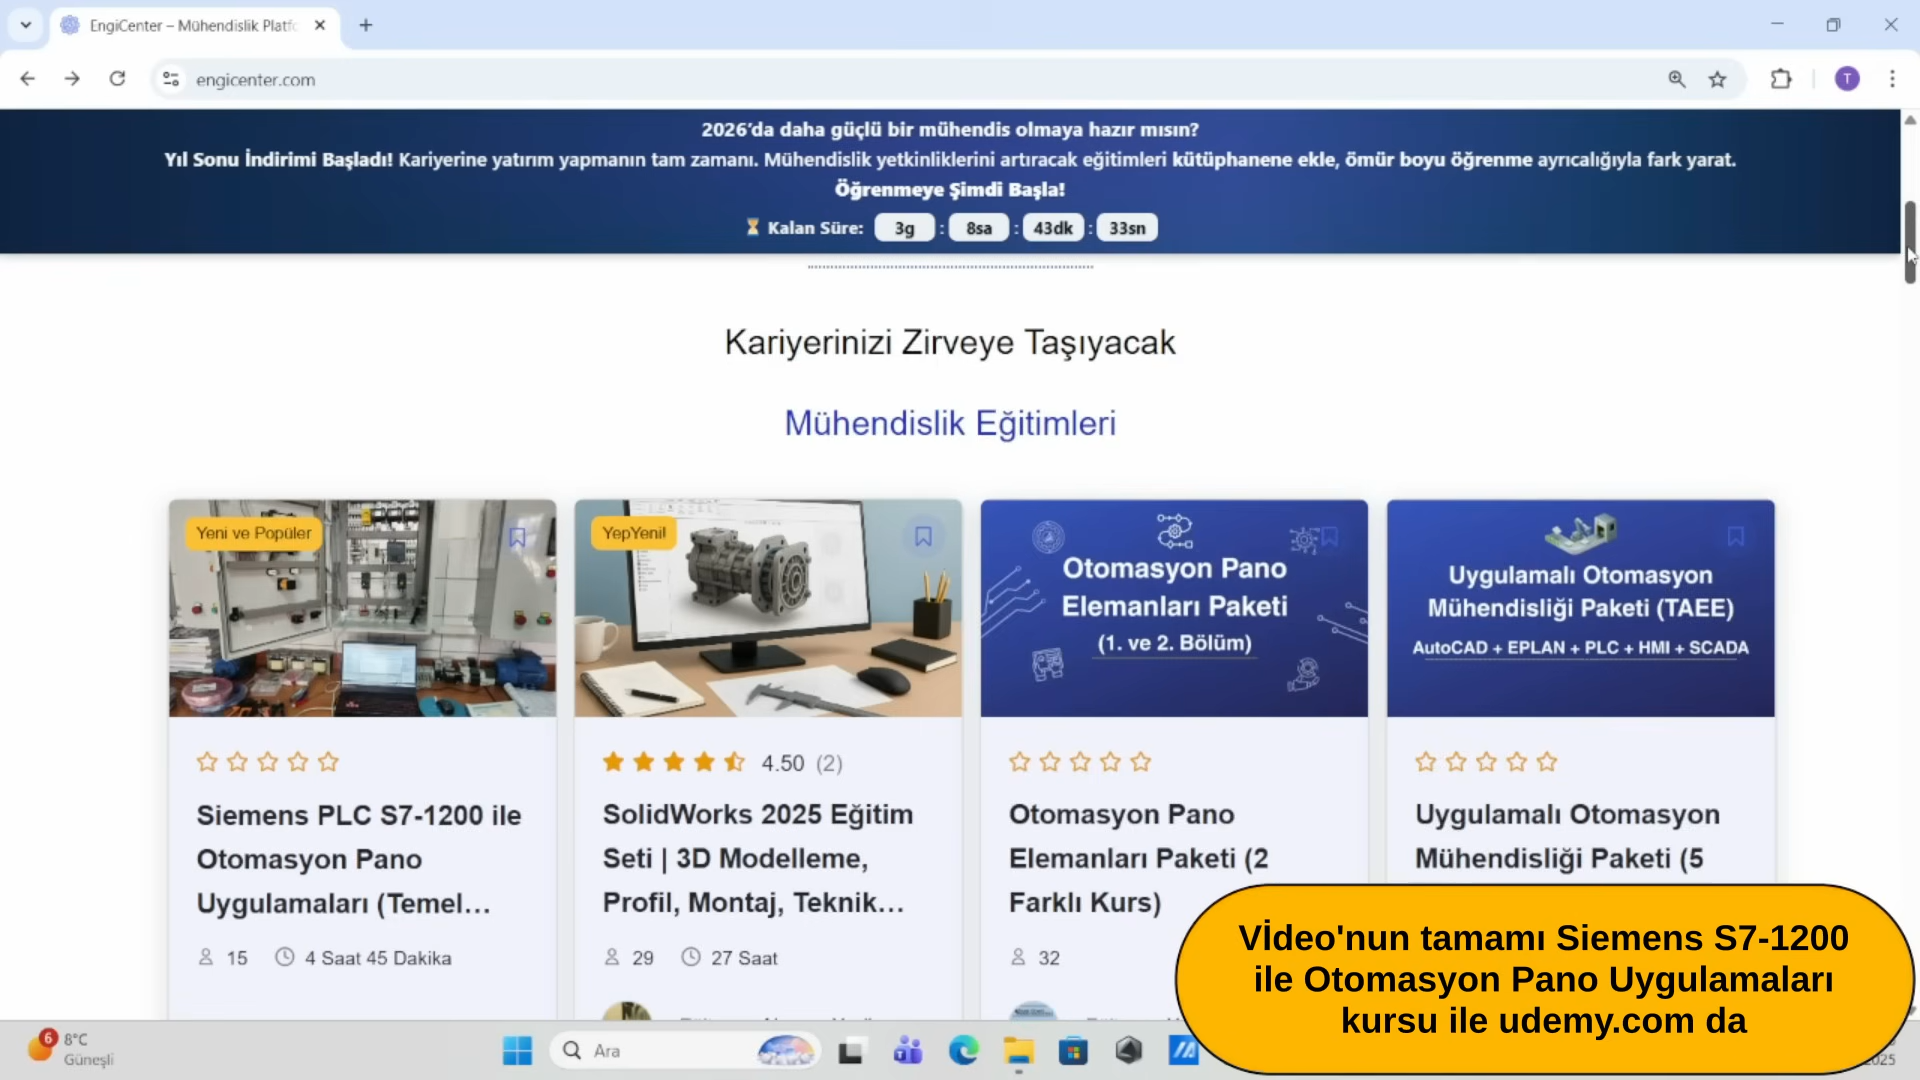 EngiCenter – Mühendislik Platfo
engicenter.com
T
2026’da daha güçlü bir mühendis olmaya hazır mısın?
Yıl Sonu İndirimi Başladı! Kariyerine yatırım yapmanın tam zamanı. Mühendislik yetkinliklerini artıracak eğitimleri kütüphanene ekle, ömür boyu öğrenme ayrıcalığıyla fark yarat.
Öğrenmeye Şimdi Başla!
⏳ Kalan Süre: 3g : 8sa : 43dk : 33sn
Kariyerinizi Zirveye Taşıyacak
Mühendislik Eğitimleri
Yeni ve Popüler
Siemens PLC S7-1200 ile
Otomasyon Pano
Uygulamaları (Temel...
15 4 Saat 45 Dakika
YepYeni!
4.50 (2)
SolidWorks 2025 Eğitim
Seti | 3D Modelleme,
Profil, Montaj, Teknik...
29 27 Saat
Otomasyon Pano
Elemanları Paketi
(1. ve 2. Bölüm)
Otomasyon Pano
Elemanları Paketi (2
Farklı Kurs)
32
Uygulamalı Otomasyon
Mühendisliği Paketi (TAEE)
AutoCAD + EPLAN + PLC + HMI + SCADA
Uygulamalı Otomasyon
Mühendisliği Paketi (5
Vİdeo'nun tamamı Siemens S7-1200
ile Otomasyon Pano Uygulamaları
kursu ile udemy.com da
6
8°C
Güneşli
Ara
2025